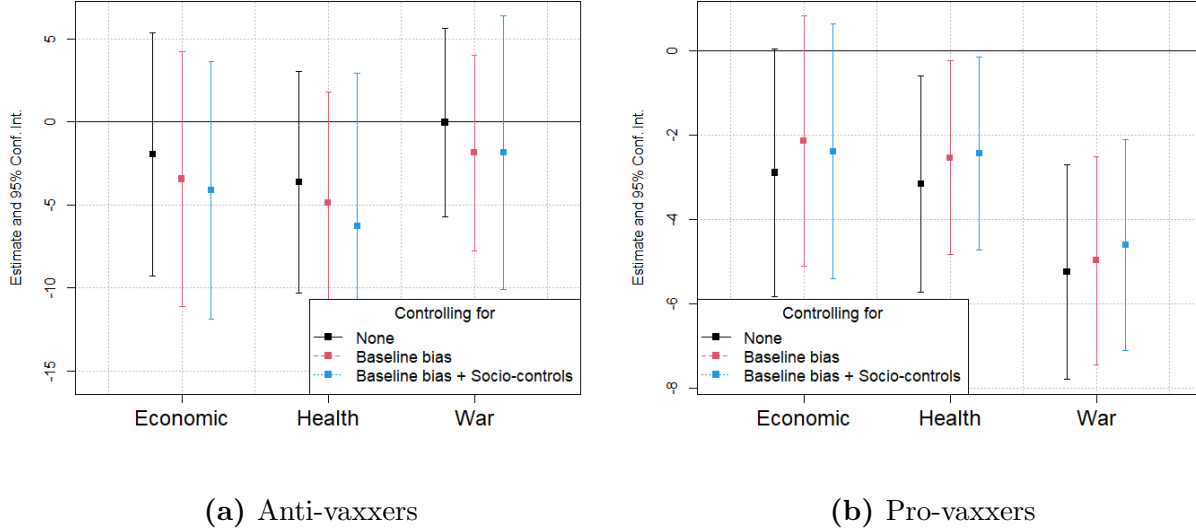 Estimate and 95% Conf. Int.
5
0
-5
-10
-15
Controlling for
None
Baseline bias
Baseline bias + Socio-controls
Economic Health War
(a) Anti-vaxxers
Estimate and 95% Conf. Int.
0
-2
-4
-6
-8
Controlling for
None
Baseline bias
Baseline bias + Socio-controls
Economic Health War
(b) Pro-vaxxers